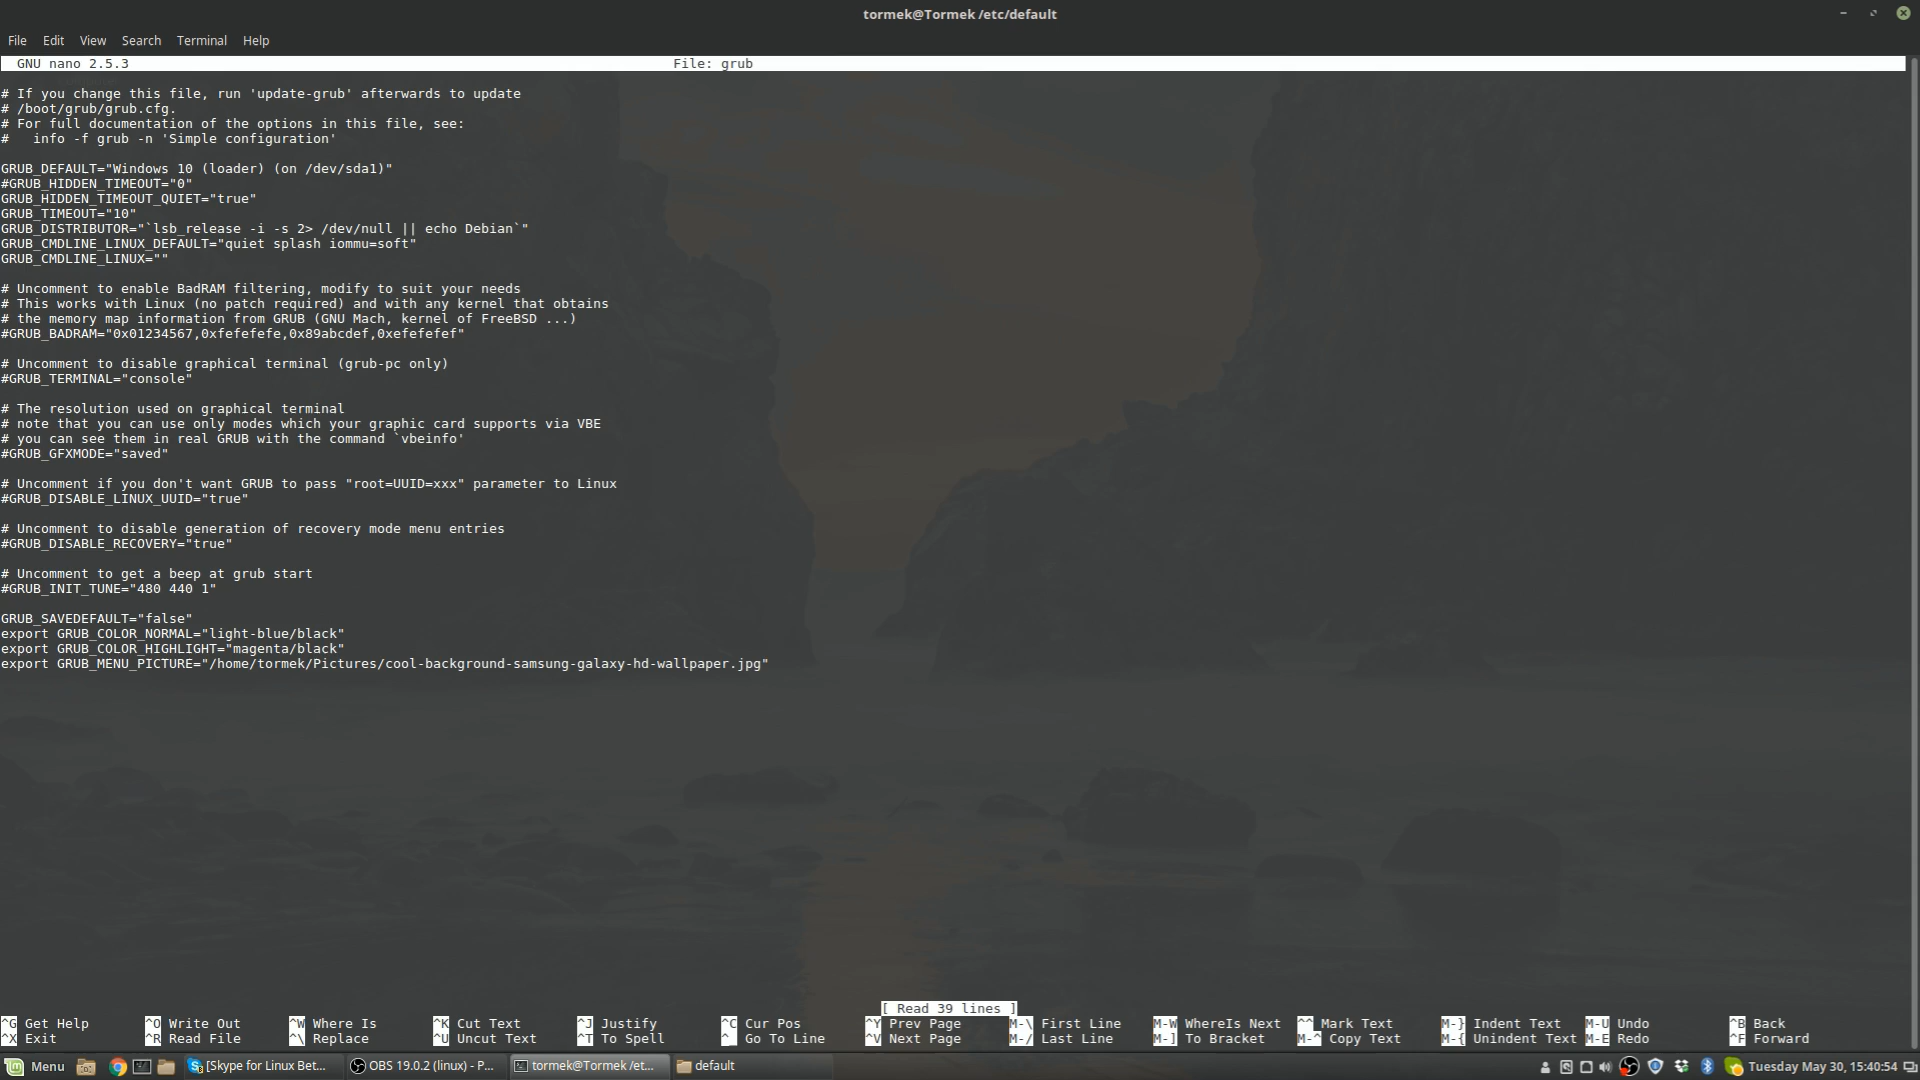 tormek@Tormek /etc/default
File Edit View Search Terminal Help
GNU nano 2.5.3 File: grub
# If you change this file, run 'update-grub' afterwards to update
# /boot/grub/grub.cfg.
# For full documentation of the options in this file, see:
#   info -f grub -n 'Simple configuration'
GRUB_DEFAULT="Windows 10 (loader) (on /dev/sda1)"
#GRUB_HIDDEN_TIMEOUT="0"
GRUB_HIDDEN_TIMEOUT_QUIET="true"
GRUB_TIMEOUT="10"
GRUB_DISTRIBUTOR="`lsb_release -i -s 2> /dev/null || echo Debian`"
GRUB_CMDLINE_LINUX_DEFAULT="quiet splash iommu=soft"
GRUB_CMDLINE_LINUX=""
# Uncomment to enable BadRAM filtering, modify to suit your needs
# This works with Linux (no patch required) and with any kernel that obtains
# the memory map information from GRUB (GNU Mach, kernel of FreeBSD ...)
#GRUB_BADRAM="0x01234567,0xfefefefe,0x89abcdef,0xefefefef"
# Uncomment to disable graphical terminal (grub-pc only)
#GRUB_TERMINAL="console"
# The resolution used on graphical terminal
# note that you can use only modes which your graphic card supports via VBE
# you can see them in real GRUB with the command `vbeinfo'
#GRUB_GFXMODE="saved"
# Uncomment if you don't want GRUB to pass "root=UUID=xxx" parameter to Linux
#GRUB_DISABLE_LINUX_UUID="true"
# Uncomment to disable generation of recovery mode menu entries
#GRUB_DISABLE_RECOVERY="true"
# Uncomment to get a beep at grub start
#GRUB_INIT_TUNE="480 440 1"
GRUB_SAVEDEFAULT="false"
export GRUB_COLOR_NORMAL="light-blue/black"
export GRUB_COLOR_HIGHLIGHT="magenta/black"
export GRUB_MENU_PICTURE="/home/tormek/Pictures/cool-background-samsung-galaxy-hd-wallpaper.jpg"
[ Read 39 lines ]
^G Get Help ^O Write Out ^W Where Is ^K Cut Text ^J Justify ^C Cur Pos ^Y Prev Page M-\ First Line M-W WhereIs Next ^^ Mark Text M-} Indent Text M-U Undo ^B Back
^X Exit ^R Read File ^\ Replace ^U Uncut Text ^T To Spell ^_ Go To Line ^V Next Page M-/ Last Line M-] To Bracket M-^ Copy Text M-{ Unindent Text M-E Redo ^F Forward
Menu [Skype for Linux Bet... OBS 19.0.2 (linux) - P... tormek@Tormek /et... default Tuesday May 30, 15:40:54